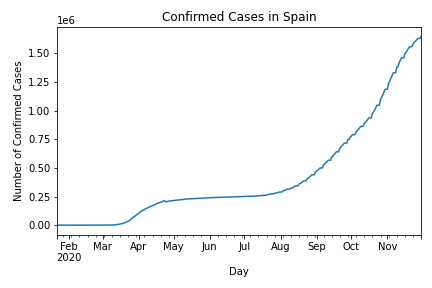 Confirmed Cases in Spain
1e6
1.50
1.25
1.00
0.75
0.50
0.25
0.00
Number of Confirmed Cases
Feb Mar Apr May Jun Jul Aug Sep Oct Nov
2020
Day